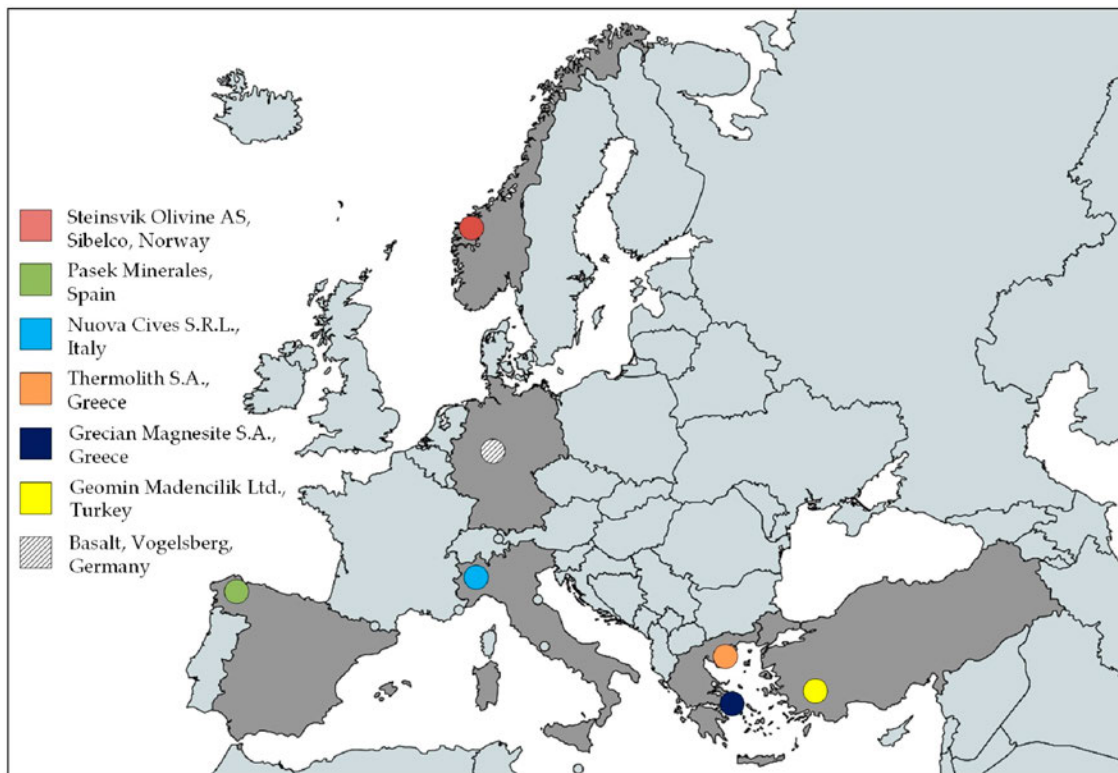 Steinsvik Olivine AS,
Sibelco, Norway
Pasek Minerales,
Spain
Nuova Cives S.R.L.,
Italy
Thermolith S.A.,
Greece
Grecian Magnesite S.A.,
Greece
Geomin Madencilik Ltd.,
Turkey
Basalt, Vogelsberg,
Germany